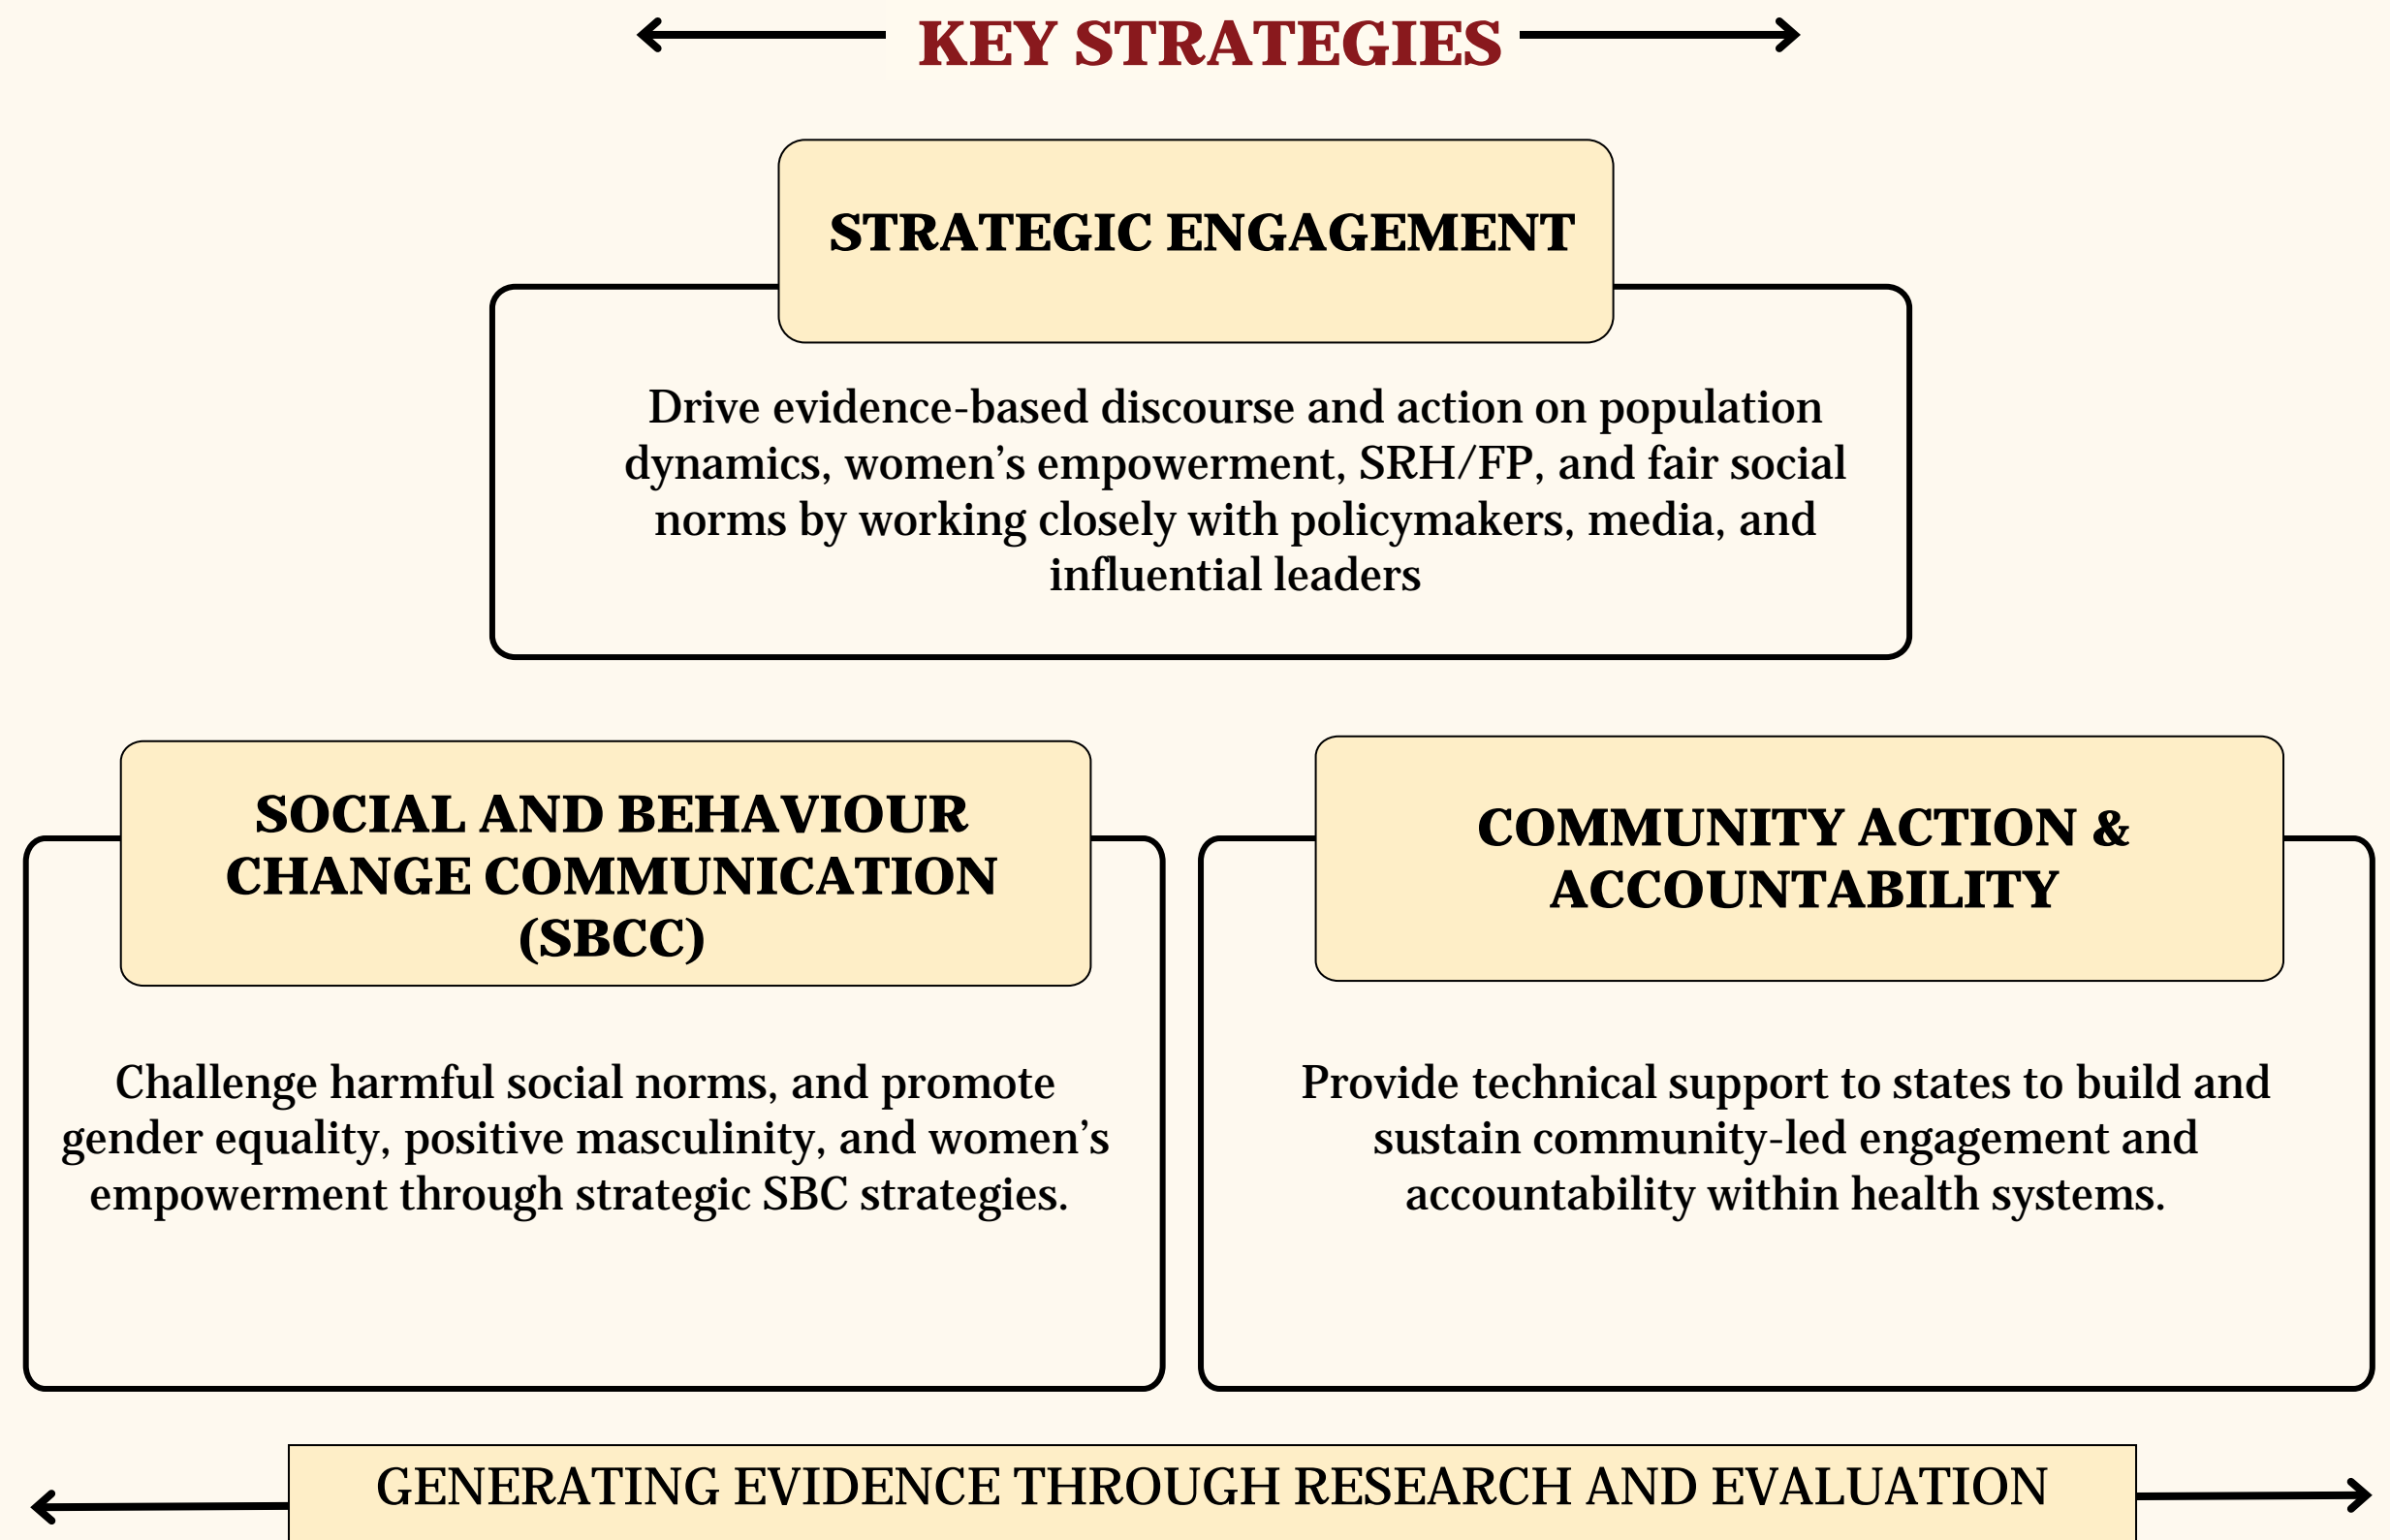 KEY STRATEGIES
STRATEGIC ENGAGEMENT
Drive evidence-based discourse and action on population
dynamics, women’s empowerment, SRH/FP, and fair social
norms by working closely with policymakers, media, and
influential leaders
SOCIAL AND BEHAVIOUR
CHANGE COMMUNICATION
(SBCC)
Challenge harmful social norms, and promote
gender equality, positive masculinity, and women’s
empowerment through strategic SBC strategies.
COMMUNITY ACTION &
ACCOUNTABILITY
Provide technical support to states to build and
sustain community-led engagement and
accountability within health systems.
GENERATING EVIDENCE THROUGH RESEARCH AND EVALUATION